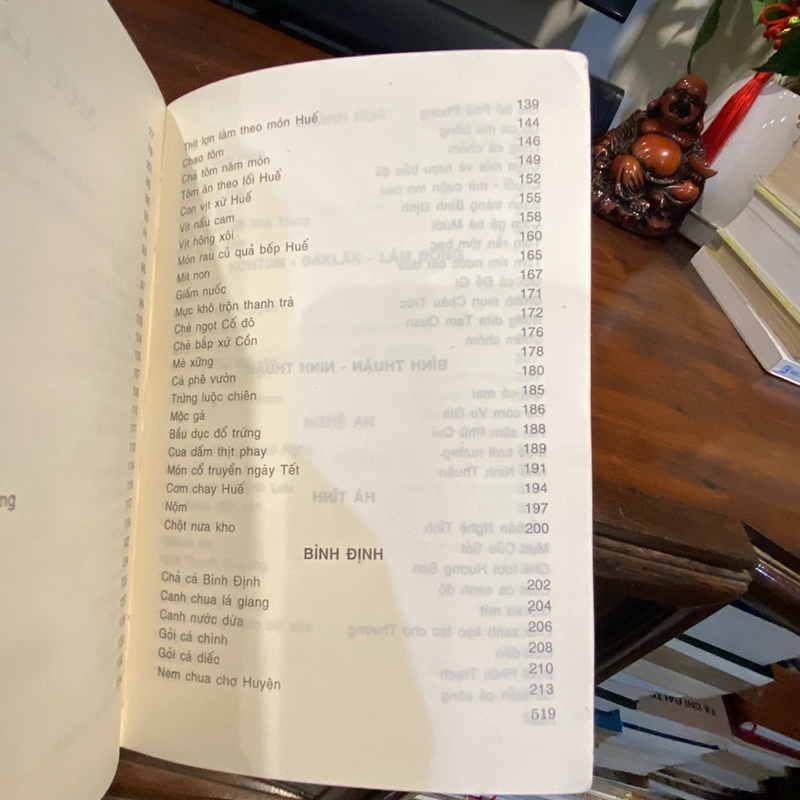 Thịt lợn làm theo món Huế 139
Chạo tôm 144
Chả tôm năm món 146
Tôm ăn theo lối Huế 149
Con vịt xứ Huế 152
Vịt nấu cam 155
Vịt hồng xôi 158
Món rau củ quả bếp Huế 160
Mít non 165
Giấm nuốc 167
Mực khô trộn thanh trà 171
Chè ngọt Cố đô 172
Chè bắp xứ Cồn 176
Mè xững 178
Cà phê vườn 180
Trứng luộc chiên 185
Mộc gà 186
Bầu dục đổ trứng 188
Cua dấm thịt phay 189
Món cổ truyền ngày Tết 191
Cơm chay Huế 194
Nộm 197
Chột nưa kho 200
BÌNH ĐỊNH
Chả cá Bình Định 202
Canh chua lá giang 204
Canh nước dừa 206
Gỏi cá chình 208
Gỏi cá diếc 210
Nem chua chợ Huyện 213
519